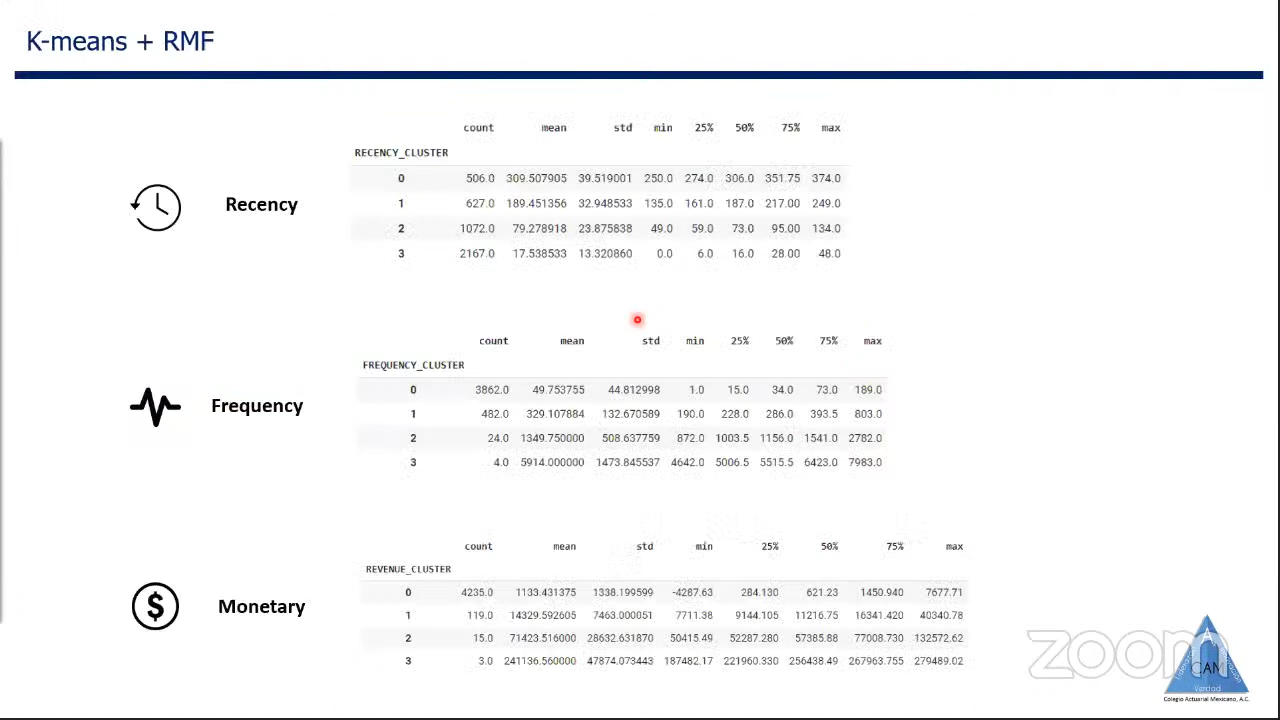 K-means + RMF
count mean std min 25% 50% 75% max
RECENCY_CLUSTER
0 506.0 309.507905 39.519001 250.0 274.0 306.0 351.75 374.0
1 627.0 189.451356 32.948533 135.0 161.0 187.0 217.00 249.0
Recency
2 1072.0 79.278918 23.875838 49.0 59.0 73.0 95.00 134.0
3 2167.0 17.538533 13.320860 0.0 6.0 16.0 28.00 48.0
count mean std min 25% 50% 75% max
FREQUENCY_CLUSTER
0 3862.0 49.753755 44.812998 1.0 15.0 34.0 73.0 189.0
Frequency
1 482.0 329.107884 132.670589 190.0 228.0 286.0 393.5 803.0
2 24.0 1349.750000 508.637759 872.0 1003.5 1156.0 1541.0 2782.0
3 4.0 5914.000000 1473.845537 4642.0 5006.5 5515.5 6423.0 7983.0
count mean std min 25% 50% 75% max
REVENUE_CLUSTER
0 4235.0 1133.431375 1338.199599 -4287.63 284.130 621.23 1450.940 7677.71
$ Monetary
1 119.0 14329.592605 7463.000051 7711.38 9144.105 11216.75 16341.420 40340.78
2 15.0 71423.516000 28632.631870 50415.49 52287.280 57385.88 77008.730 132572.62
3 3.0 241136.560000 47874.073443 187482.17 221960.330 256438.49 267963.755 279489.02
zoom
CAM
Verdad
Colegio Actuarial Mexicano, A.C.